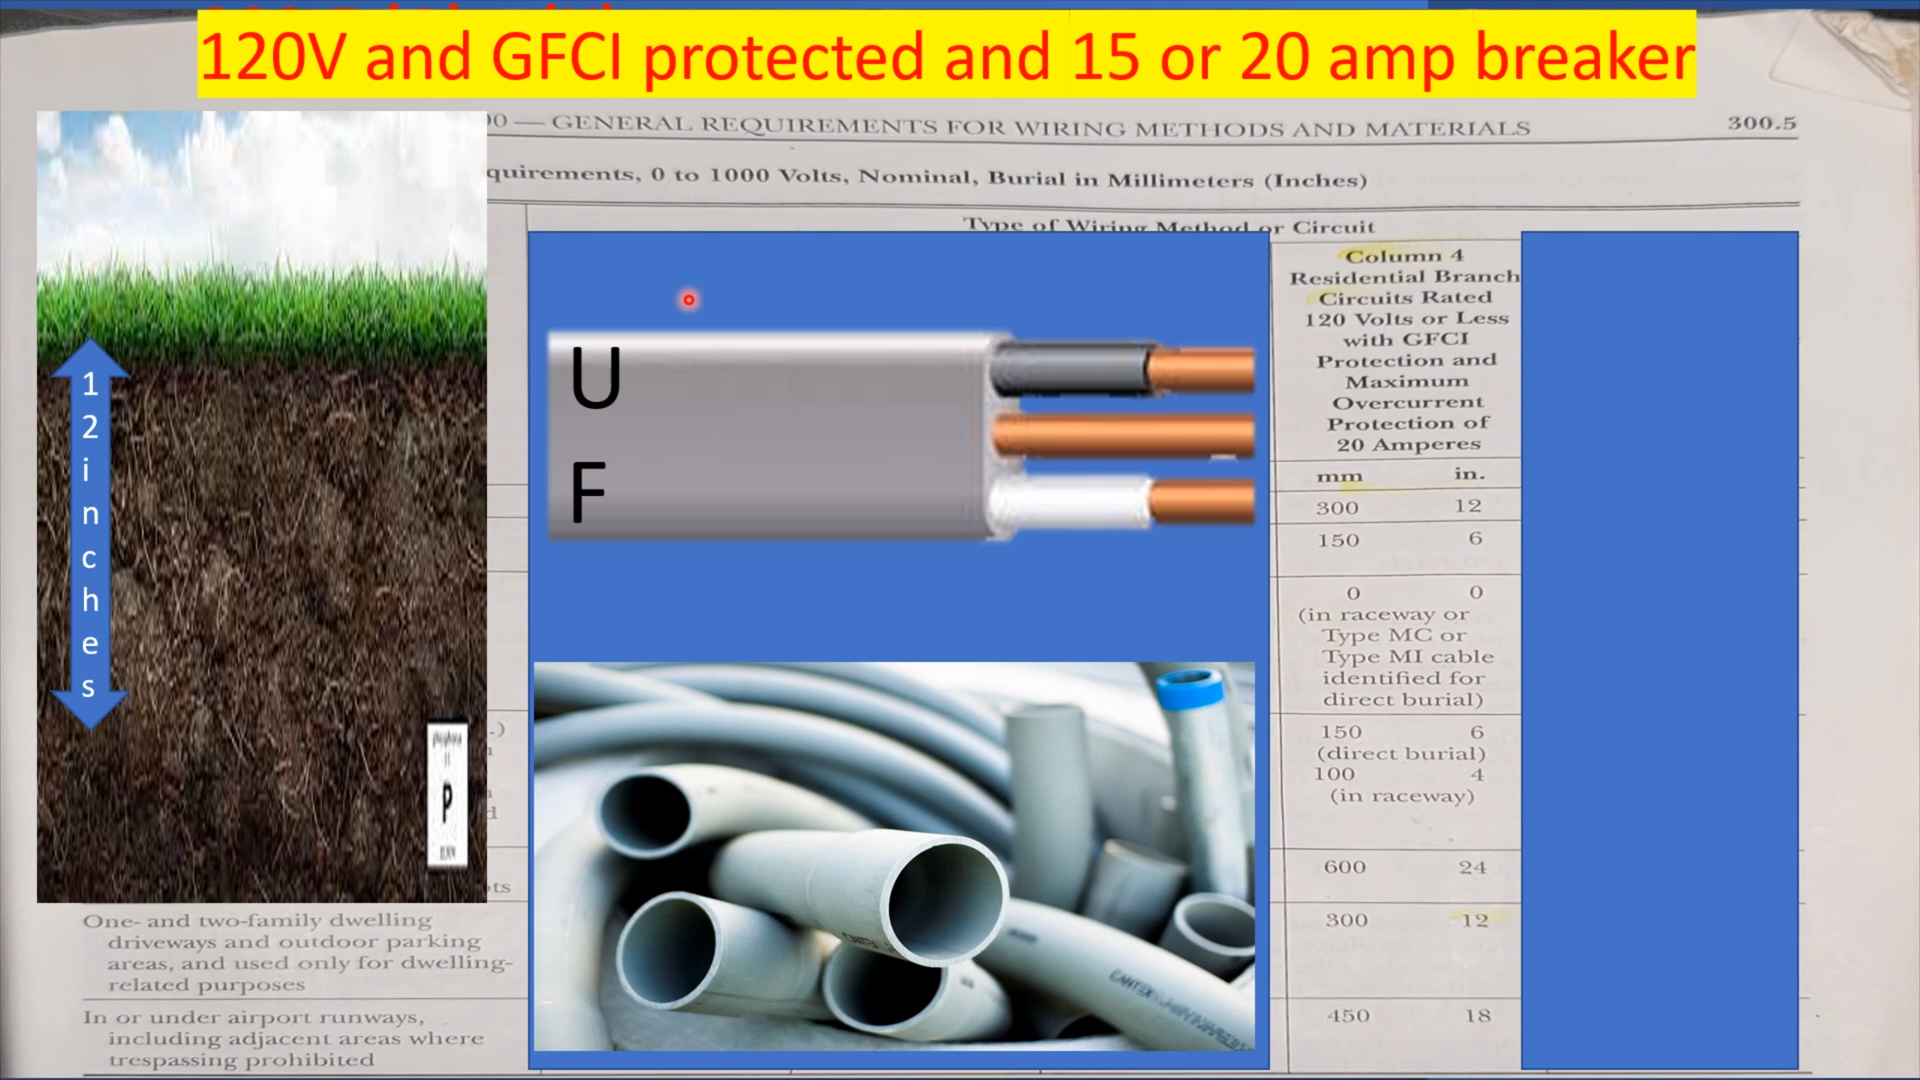 120V and GFCI protected and 15 or 20 amp breaker
00 — GENERAL REQUIREMENTS FOR WIRING METHODS AND MATERIALS 300.5
quirements, 0 to 1000 Volts, Nominal, Burial in Millimeters (Inches)
Type of Wiring Method or Circuit
12 inches
U
F
Column 4
Residential Branch
Circuits Rated
120 Volts or Less
with GFCI
Protection and
Maximum
Overcurrent
Protection of
20 Amperes
mm in.
300 12
150 6
0 0
(in raceway or
Type MC or
Type MI cable
identified for
direct burial)
150 6
(direct burial)
100 4
(in raceway)
600 24
300 12
450 18
P
.)
d
ots
One- and two-family dwelling
driveways and outdoor parking
areas, and used only for dwelling-
related purposes
In or under airport runways,
including adjacent areas where
trespassing prohibited
CANTEX